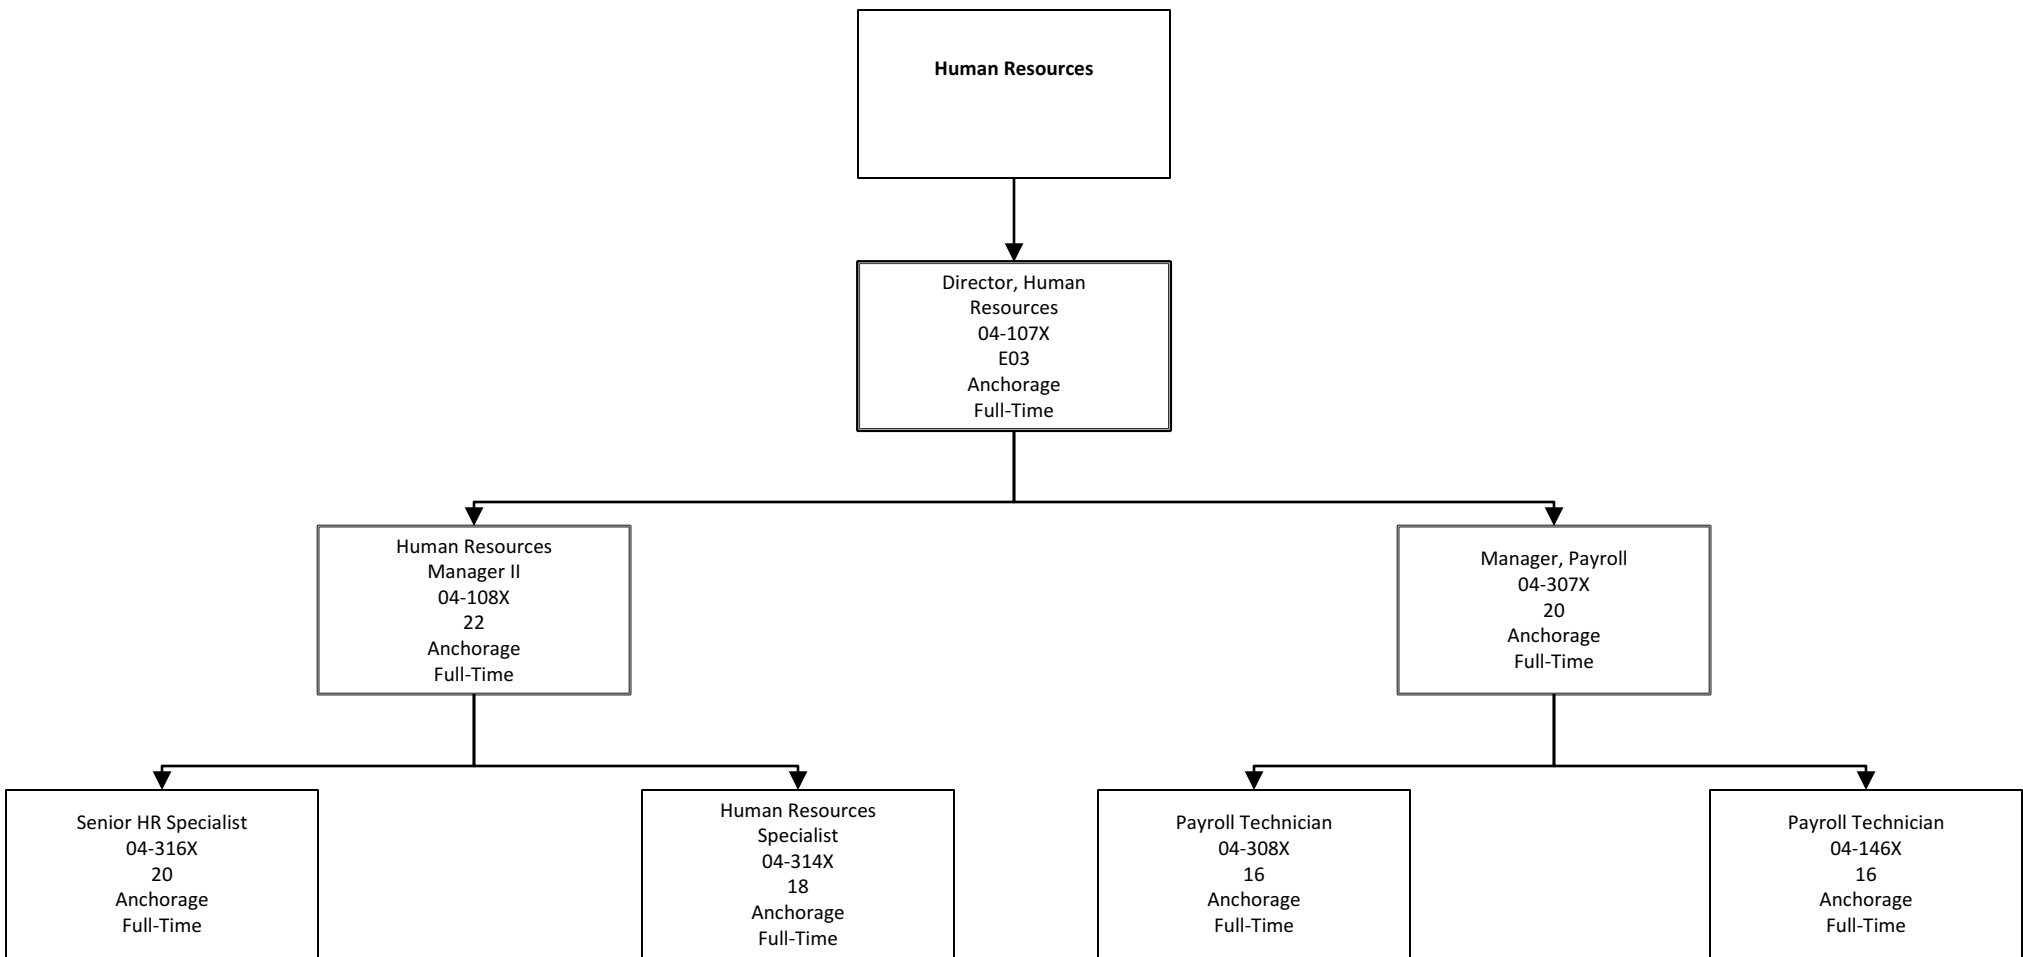 Human Resources
Director, Human
Resources
04-107X
E03
Anchorage
Full-Time
Human Resources
Manager II
04-108X
22
Anchorage
Full-Time
Manager, Payroll
04-307X
20
Anchorage
Full-Time
Senior HR Specialist
04-316X
20
Anchorage
Full-Time
Human Resources
Specialist
04-314X
18
Anchorage
Full-Time
Payroll Technician
04-308X
16
Anchorage
Full-Time
Payroll Technician
04-146X
16
Anchorage
Full-Time